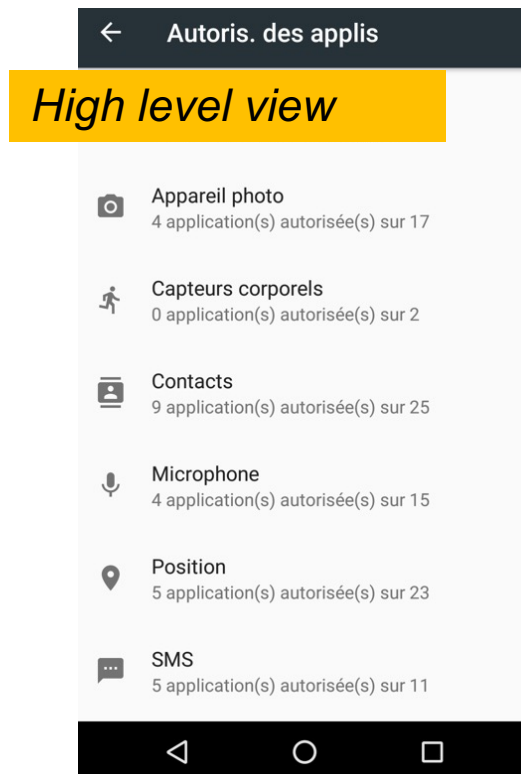 Autoris. des applis
High level view
Appareil photo
4 application(s) autorisée(s) sur 17
Capteurs corporels
0 application(s) autorisée(s) sur 2
Contacts
9 application(s) autorisée(s) sur 25
Microphone
4 application(s) autorisée(s) sur 15
Position
5 application(s) autorisée(s) sur 23
SMS
5 application(s) autorisée(s) sur 11